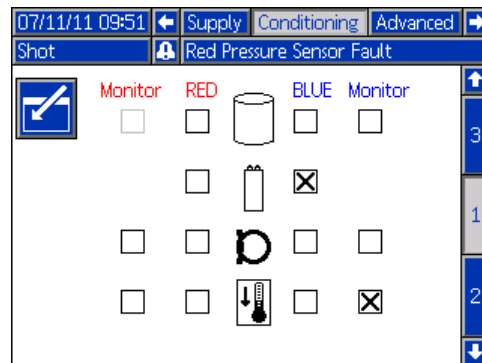 07/11/11 09:51 Supply Conditioning Advanced
Shot Red Pressure Sensor Fault
Monitor RED BLUE Monitor
3
1
2